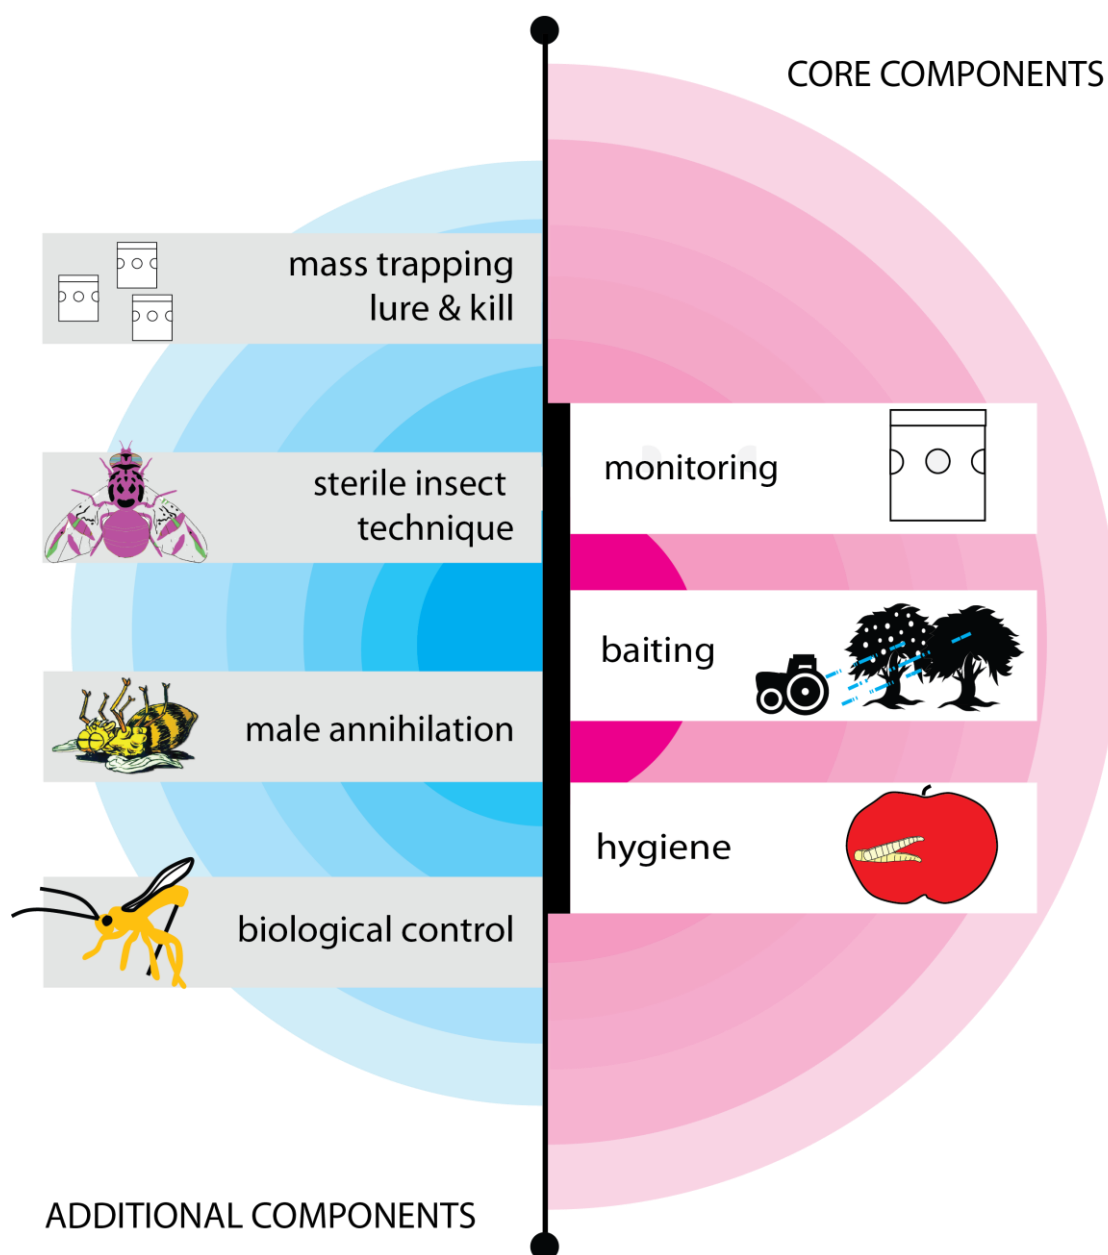 CORE COMPONENTS
mass trapping
lure & kill
sterile insect
technique
male annihilation
biological control
monitoring
baiting
hygiene
ADDITIONAL COMPONENTS